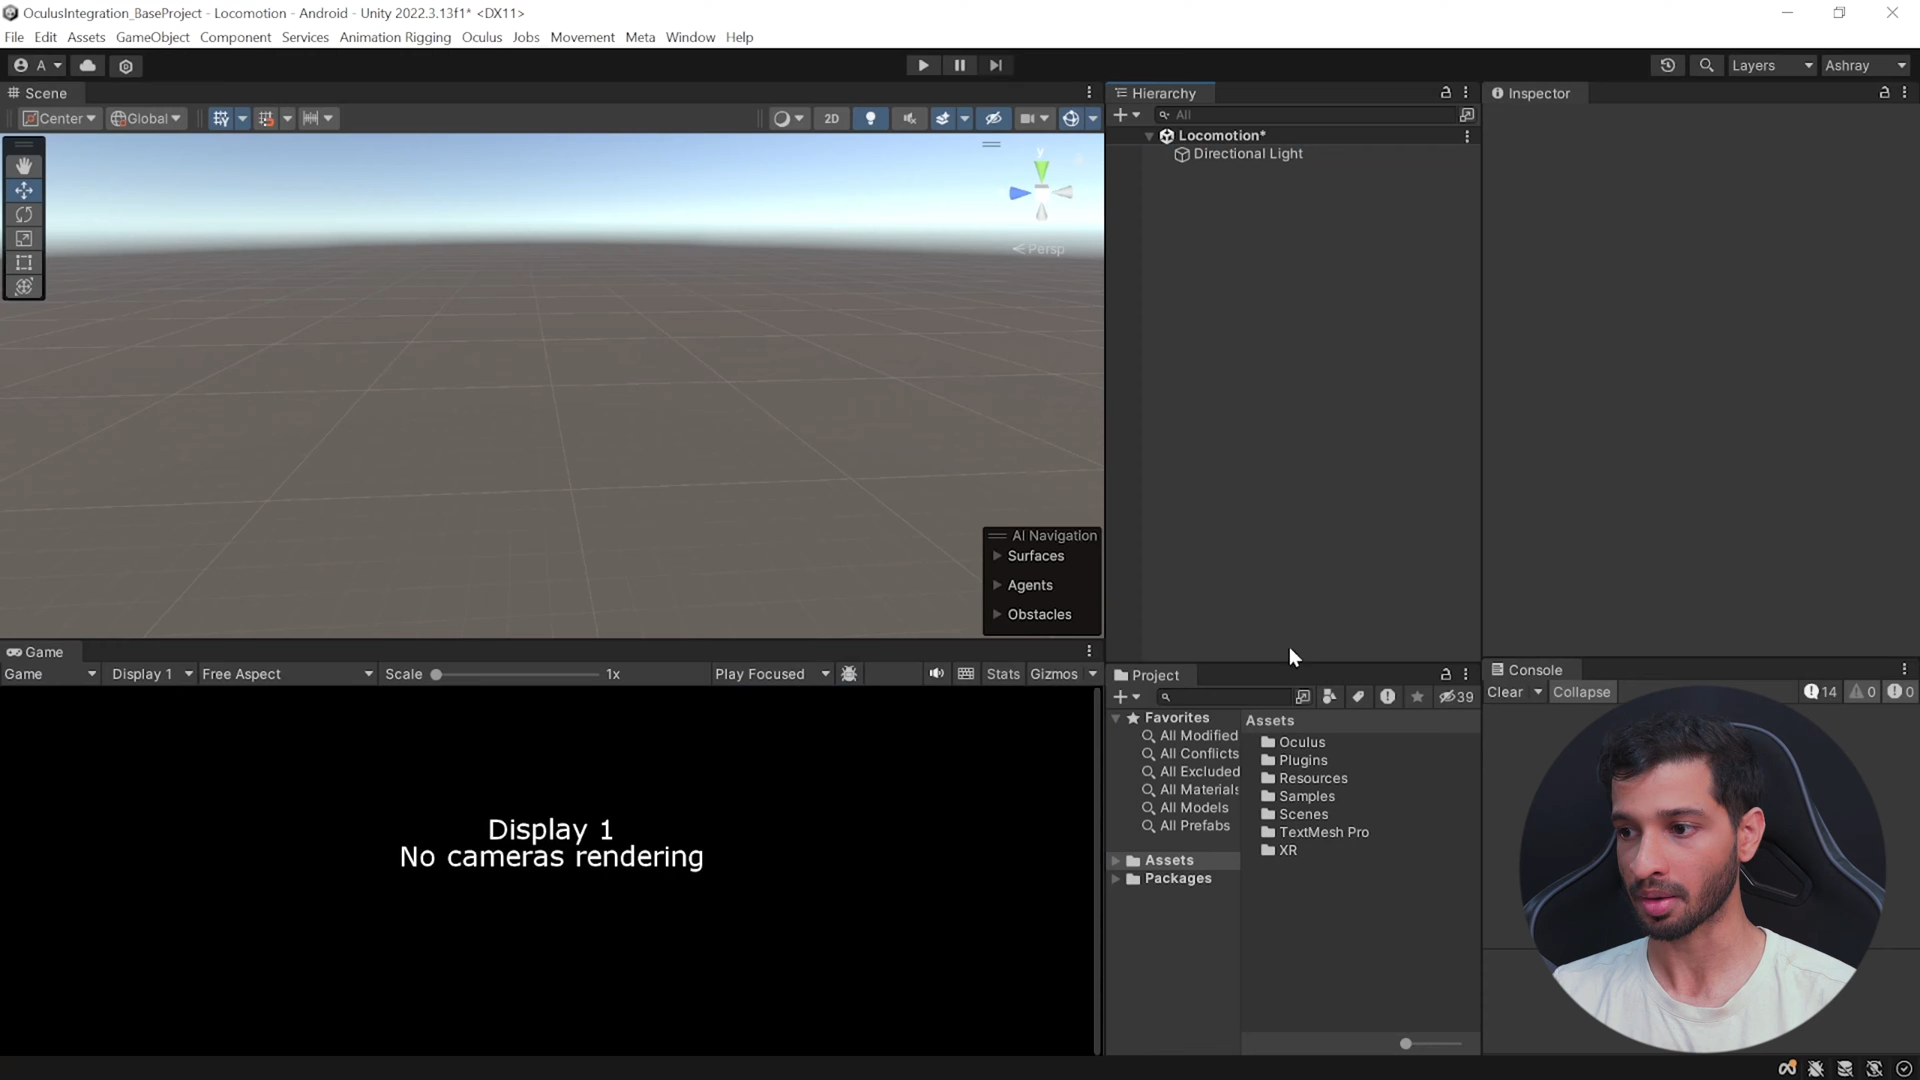 OculusIntegration_BaseProject - Locomotion - Android - Unity 2022.3.13f1* <DX11>
File Edit Assets GameObject Component Services Animation Rigging Oculus Jobs Movement Meta Window Help
A
Layers
Ashray
Scene
Center
Global
2D
y
Persp
AI Navigation
Surfaces
Agents
Obstacles
Hierarchy
All
Locomotion*
Directional Light
Inspector
Game
Game
Display 1
Free Aspect
Scale
1x
Play Focused
Stats
Gizmos
Display 1
No cameras rendering
Project
39
Favorites
All Modified
All Conflicts
All Excluded
All Materials
All Models
All Prefabs
Assets
Packages
Assets
Oculus
Plugins
Resources
Samples
Scenes
TextMesh Pro
XR
Console
Clear
Collapse
14
0
0